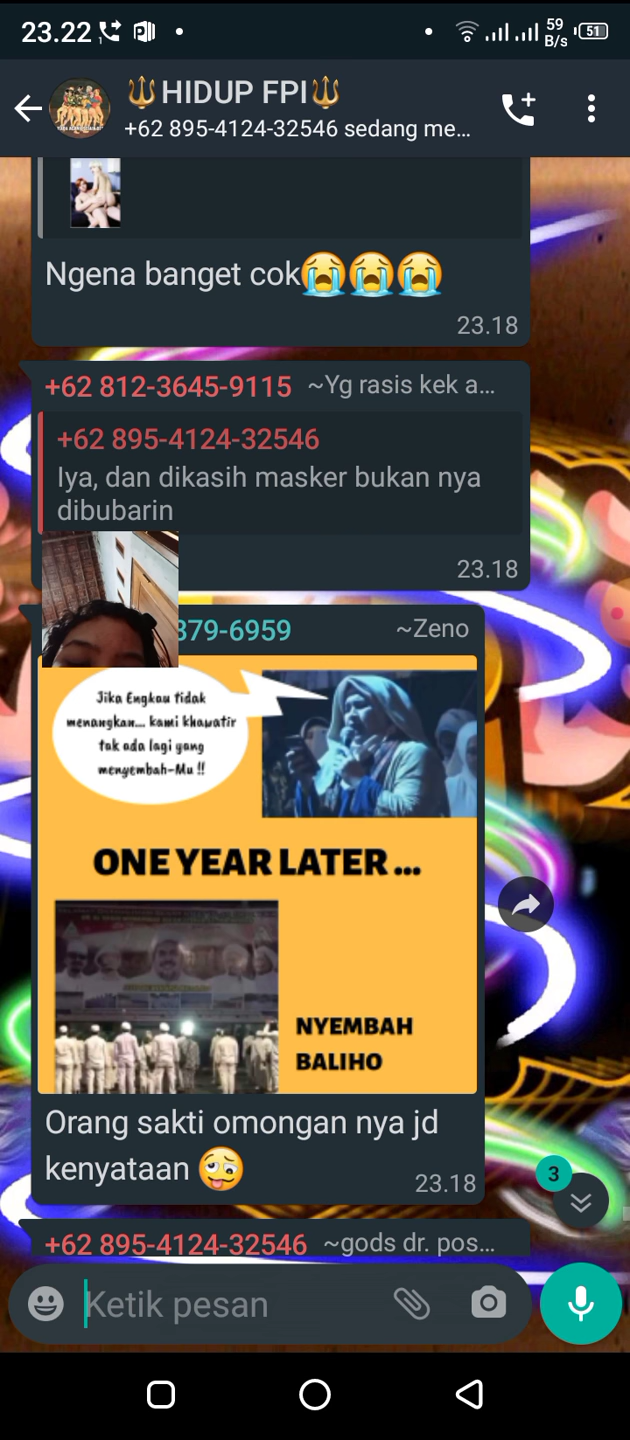 23.22
59
B/s
51
🔱HIDUP FPI🔱
+62 895-4124-32546 sedang me...
Ngena banget cok😭😭😭
23.18
+62 812-3645-9115 ~Yg rasis kek a...
+62 895-4124-32546
Iya, dan dikasih masker bukan nya
dibubarin
23.18
379-6959 ~Zeno
Jika Engkau tidak
menangkan... kami khawatir
tak ada lagi yang
menyembah-Mu !!
ONE YEAR LATER ...
NYEMBAH
BALIHO
Orang sakti omongan nya jd
kenyataan 🥴
23.18
3
+62 895-4124-32546 ~gods dr. pos...
Ketik pesan